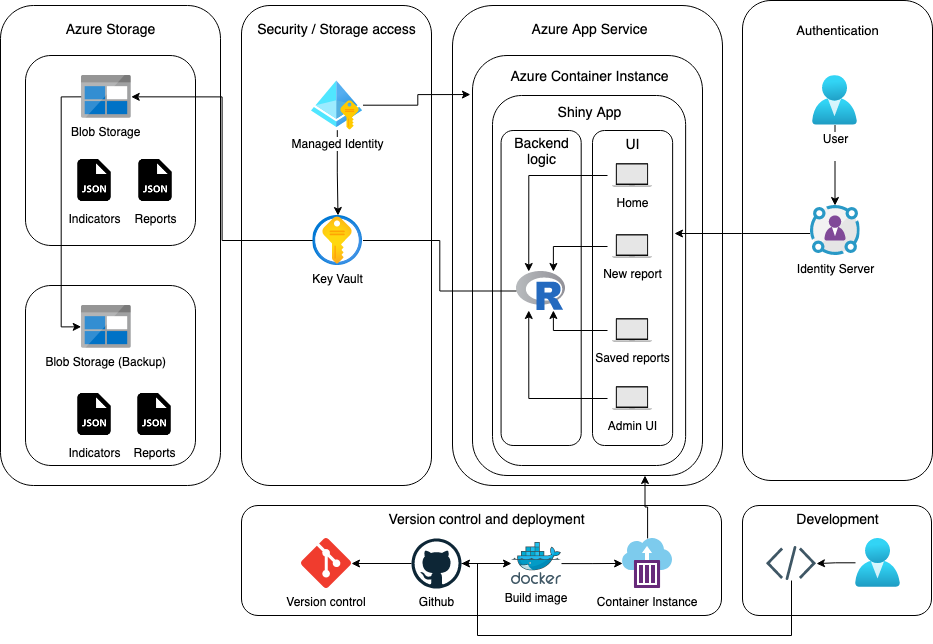 Azure Storage
Blob Storage
JSON
JSON
Indicators
Reports
Blob Storage (Backup)
JSON
JSON
Indicators
Reports
Security / Storage access
Managed Identity
Key Vault
Azure App Service
Azure Container Instance
Shiny App
Backend
logic
R
UI
Home
New report
Saved reports
Admin UI
Authentication
User
Identity Server
Version control and deployment
Version control
Github
docker
Build image
Container Instance
Development